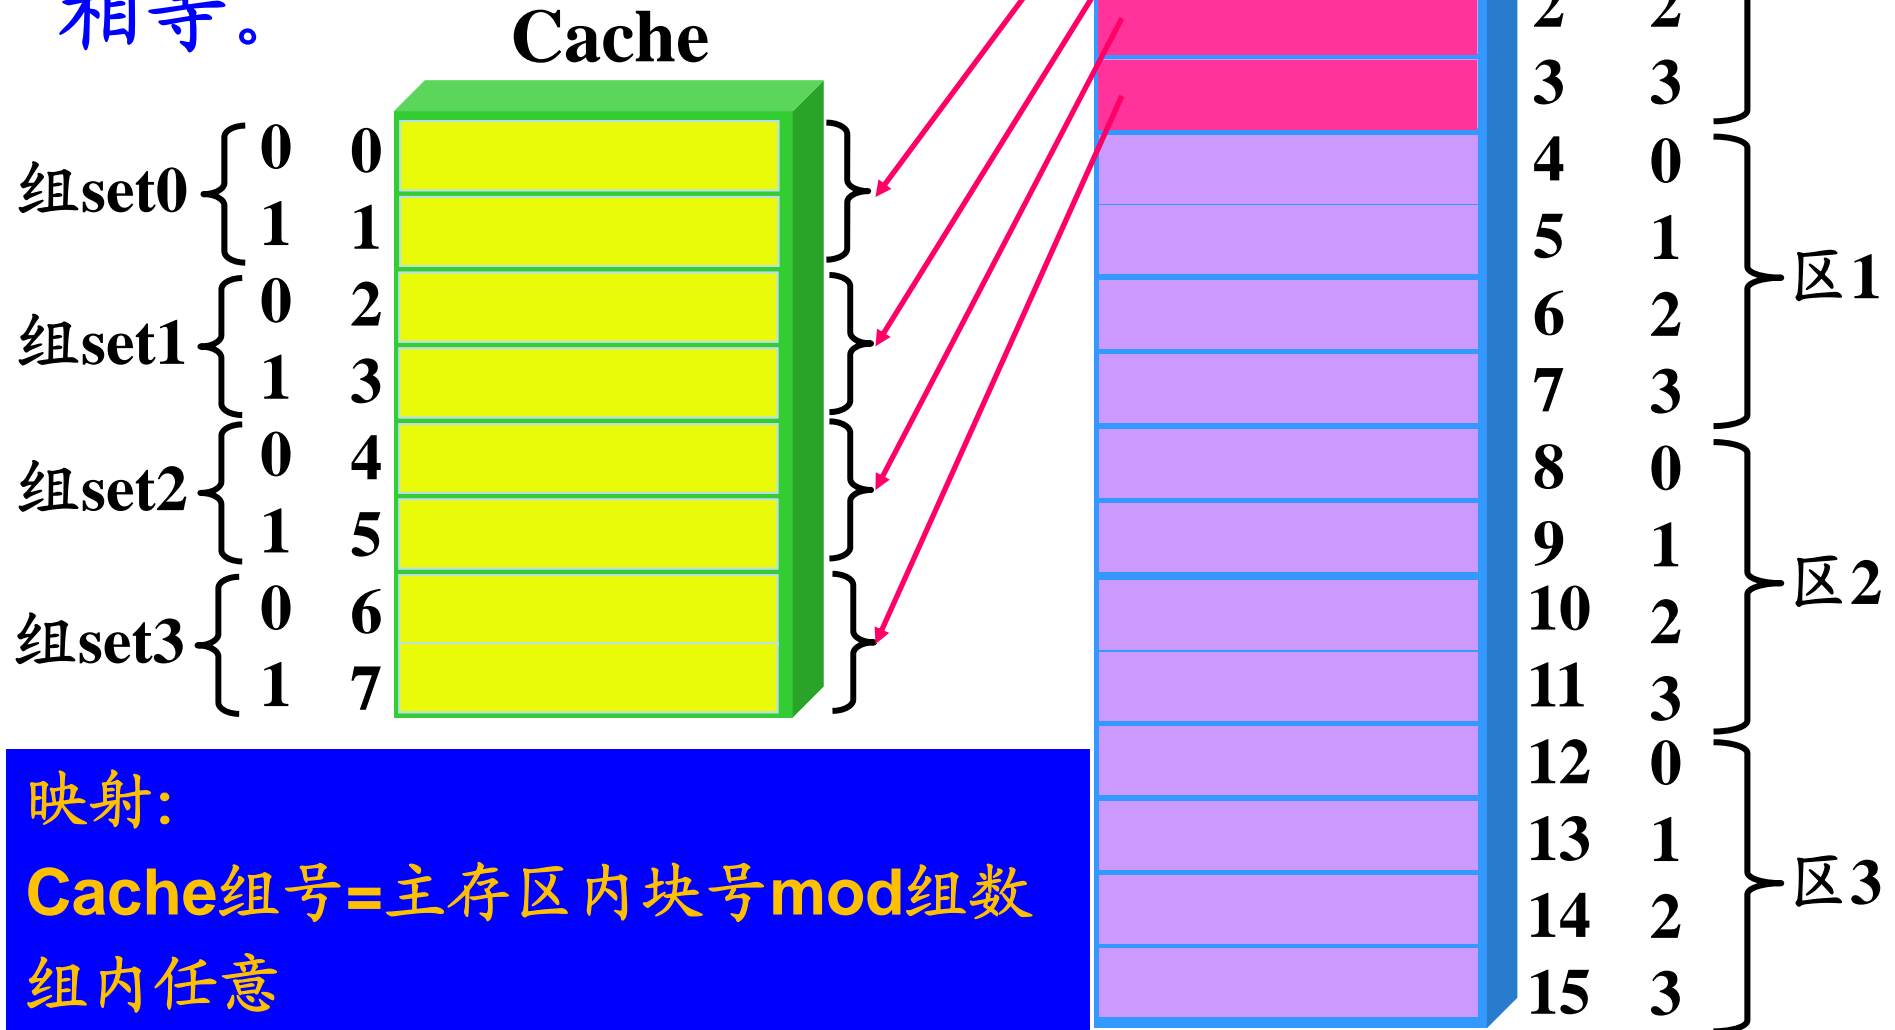 相等。
Cache
组set0
0 0
1 1
组set1
0 2
1 3
组set2
0 4
1 5
组set3
0 6
1 7
2 2
3 3
4 0
5 1
6 2
7 3
区1
8 0
9 1
10 2
11 3
区2
12 0
13 1
14 2
15 3
区3
映射:
Cache组号=主存区内块号mod组数
组内任意